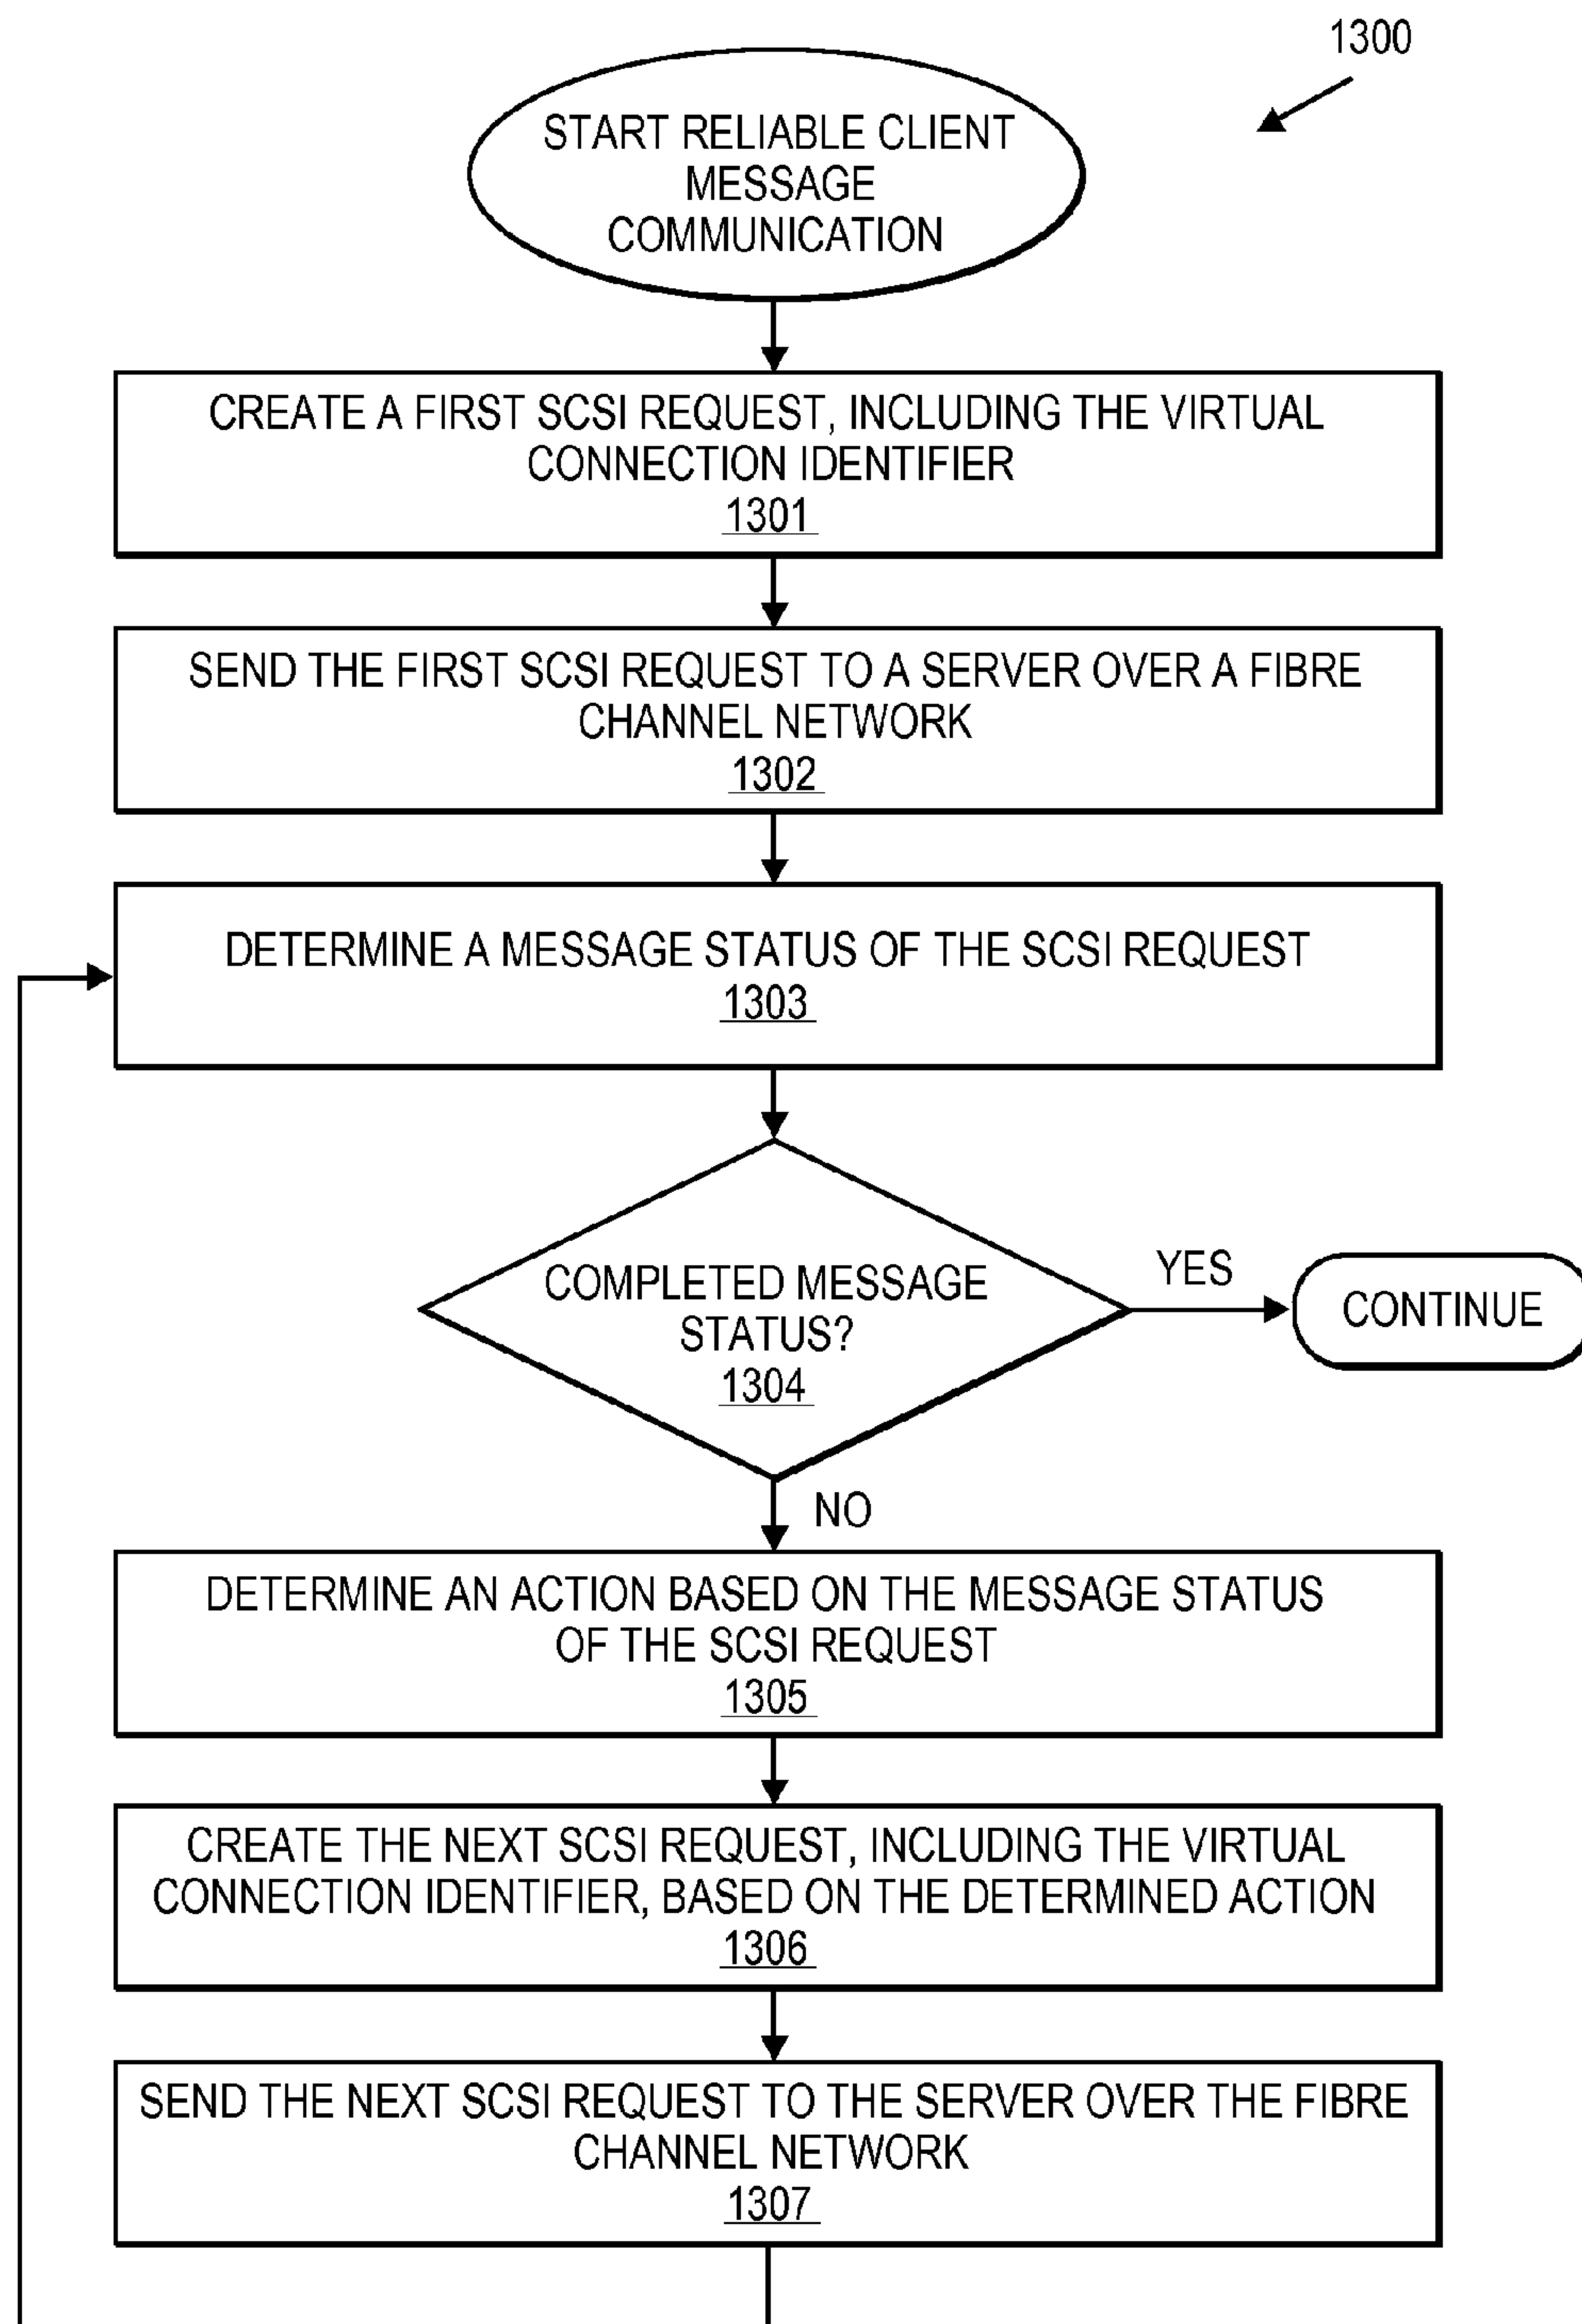 1300
START RELIABLE CLIENT
MESSAGE
COMMUNICATION
CREATE A FIRST SCSI REQUEST, INCLUDING THE VIRTUAL
CONNECTION IDENTIFIER
1301
SEND THE FIRST SCSI REQUEST TO A SERVER OVER A FIBRE
CHANNEL NETWORK
1302
DETERMINE A MESSAGE STATUS OF THE SCSI REQUEST
1303
COMPLETED MESSAGE
STATUS?
1304
YES
CONTINUE
NO
DETERMINE AN ACTION BASED ON THE MESSAGE STATUS
OF THE SCSI REQUEST
1305
CREATE THE NEXT SCSI REQUEST, INCLUDING THE VIRTUAL
CONNECTION IDENTIFIER, BASED ON THE DETERMINED ACTION
1306
SEND THE NEXT SCSI REQUEST TO THE SERVER OVER THE FIBRE
CHANNEL NETWORK
1307